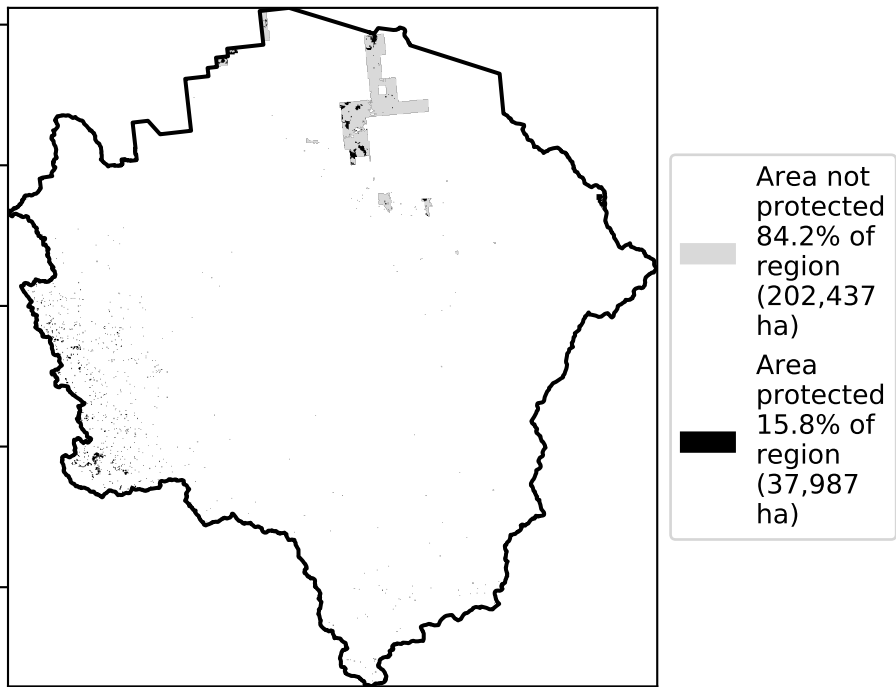 Area not
protected
84.2% of
region
(202,437
ha)
Area
protected
15.8% of
region
(37,987
ha)